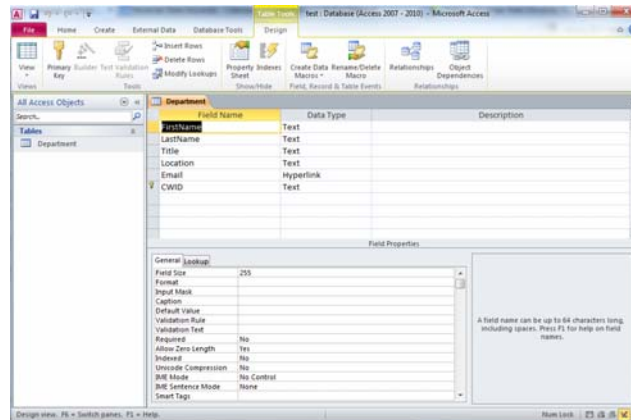 Table Tools
test : Database (Access 2007 - 2010) - Microsoft Access
File Home Create External Data Database Tools Design
View
Primary Key
Builder
Test Validation Rules
Insert Rows
Delete Rows
Modify Lookups
Property Sheet
Indexes
Create Data Macros
Rename/Delete Macro
Relationships
Object Dependencies
Views Tools Show/Hide Field, Record & Table Events Relationships
All Access Objects
Search...
Tables
Department
Department
Field Name Data Type Description
FirstName Text
LastName Text
Title Text
Location Text
Email Hyperlink
CWID Text
Field Properties
General Lookup
Field Size 255
Format
Input Mask
Caption
Default Value
Validation Rule
Validation Text
Required No
Allow Zero Length Yes
Indexed No
Unicode Compression No
IME Mode No Control
IME Sentence Mode None
Smart Tags
A field name can be up to 64 characters long,
including spaces. Press F1 for help on field
names.
Design view. F6 = Switch panes. F1 = Help.
Num Lock